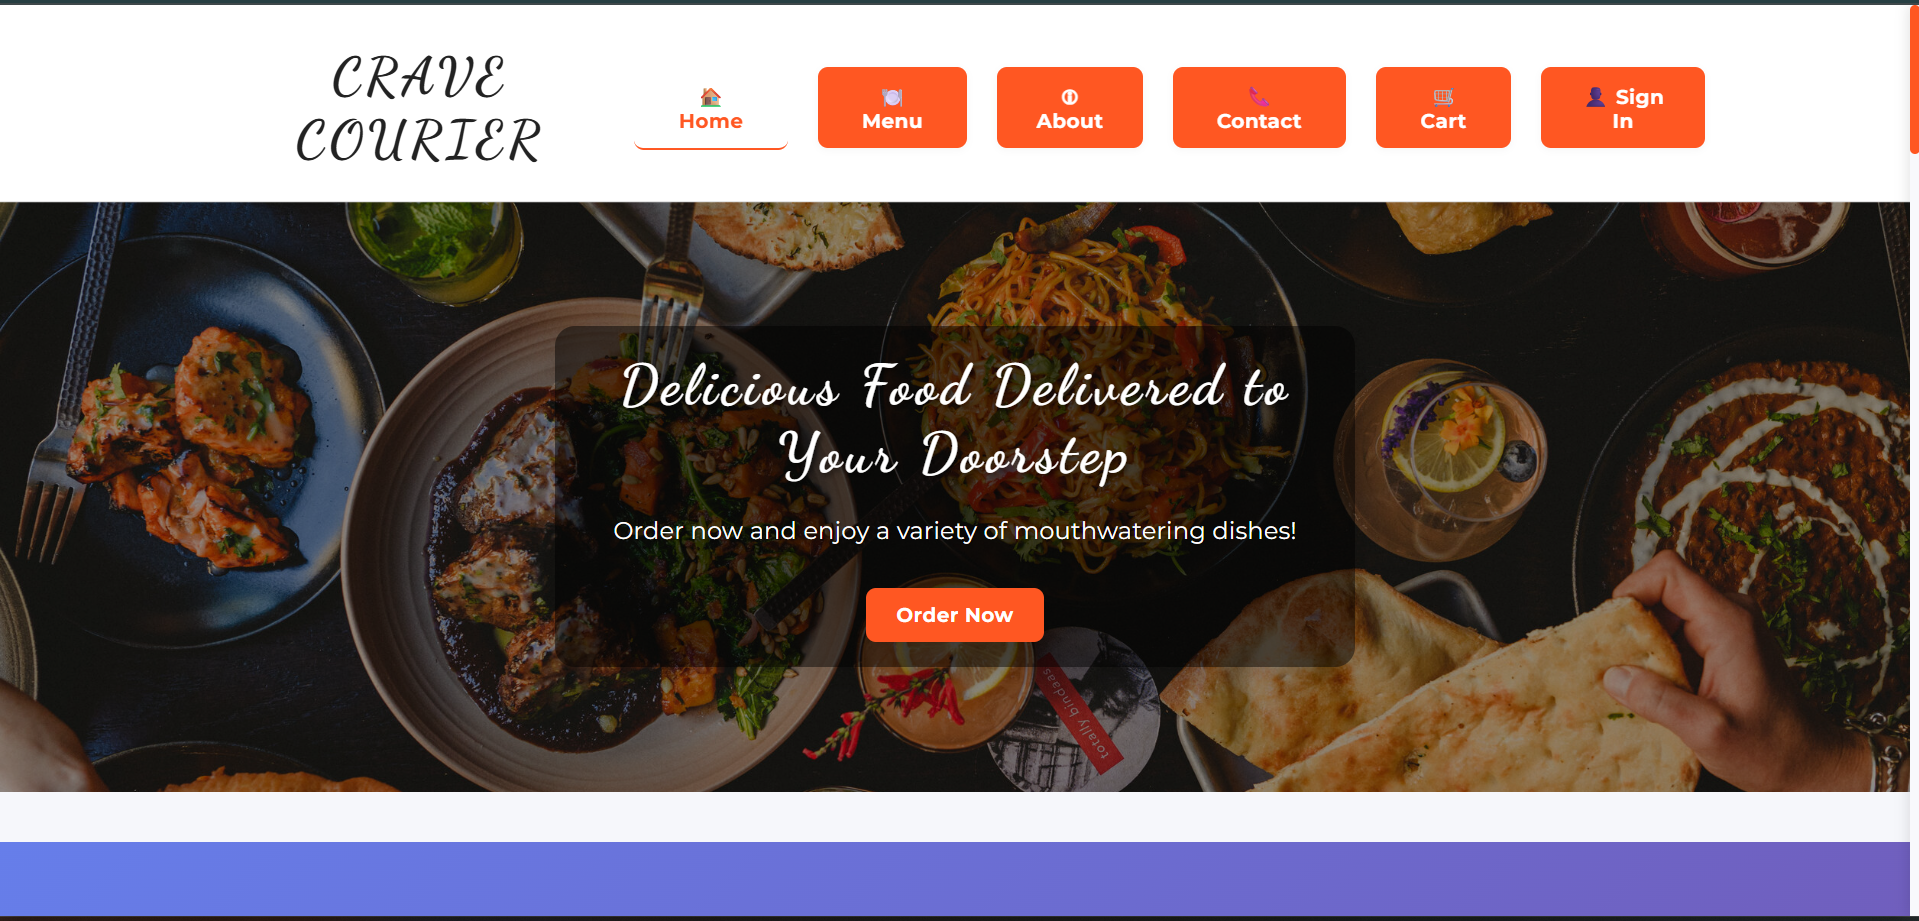 CRAVE
COURIER
Home
Menu
About
Contact
Cart
Sign
In
Delicious Food Delivered to
Your Doorstep
Order now and enjoy a variety of mouthwatering dishes!
Order Now
totally bindaas